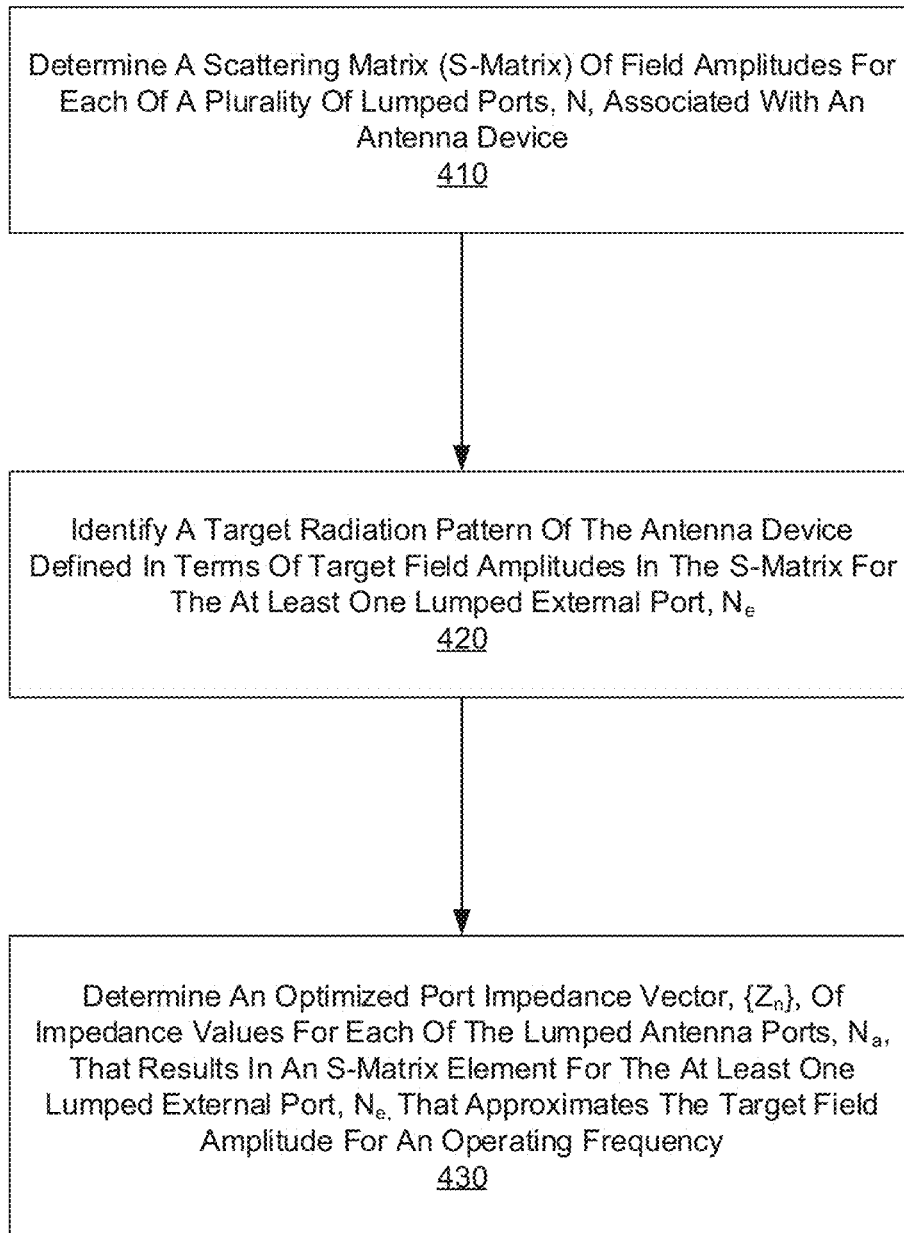 Determine A Scattering Matrix (S-Matrix) Of Field Amplitudes For
Each Of A Plurality Of Lumped Ports, N, Associated With An
Antenna Device
410
Identify A Target Radiation Pattern Of The Antenna Device
Defined In Terms Of Target Field Amplitudes In The S-Matrix For
The At Least One Lumped External Port, Nₑ
420
Determine An Optimized Port Impedance Vector, {Zₙ}, Of
Impedance Values For Each Of The Lumped Antenna Ports, Nₐ,
That Results In An S-Matrix Element For The At Least One
Lumped External Port, Nₑ, That Approximates The Target Field
Amplitude For An Operating Frequency
430